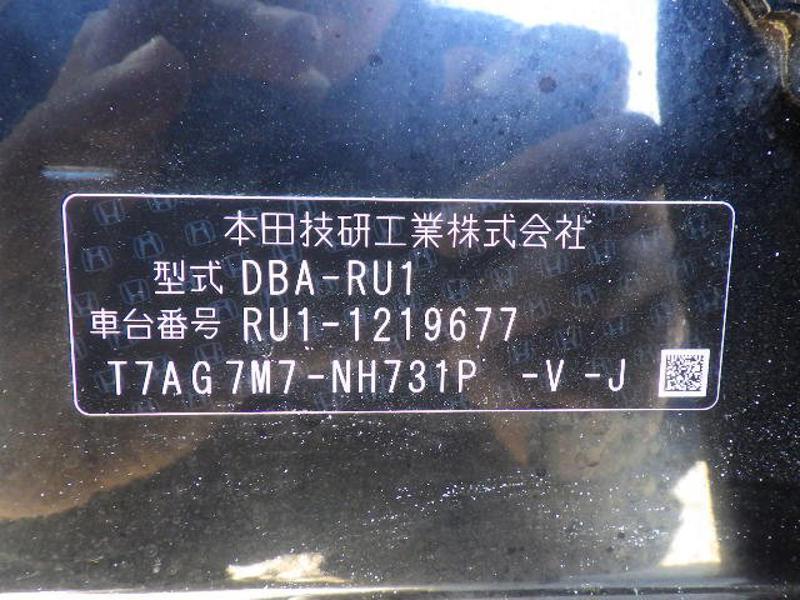 本田技研工業株式会社
型式 DBA-RU1
車台番号 RU1-1219677
T7AG7M7-NH731P -V -J